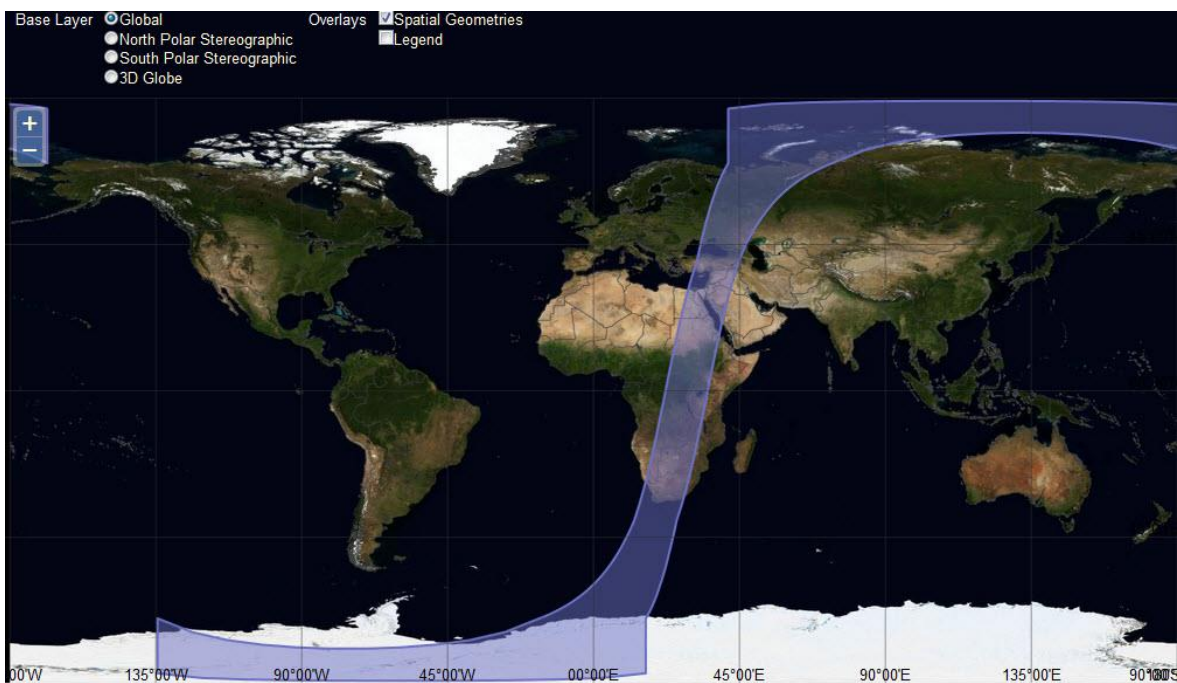 Base Layer Global Overlays Spatial Geometries
North Polar Stereographic Legend
South Polar Stereographic
3D Globe
+
−
00°W 135°00'W 90°00'W 45°00'W 00°00'E 45°00'E 90°00'E 135°00'E